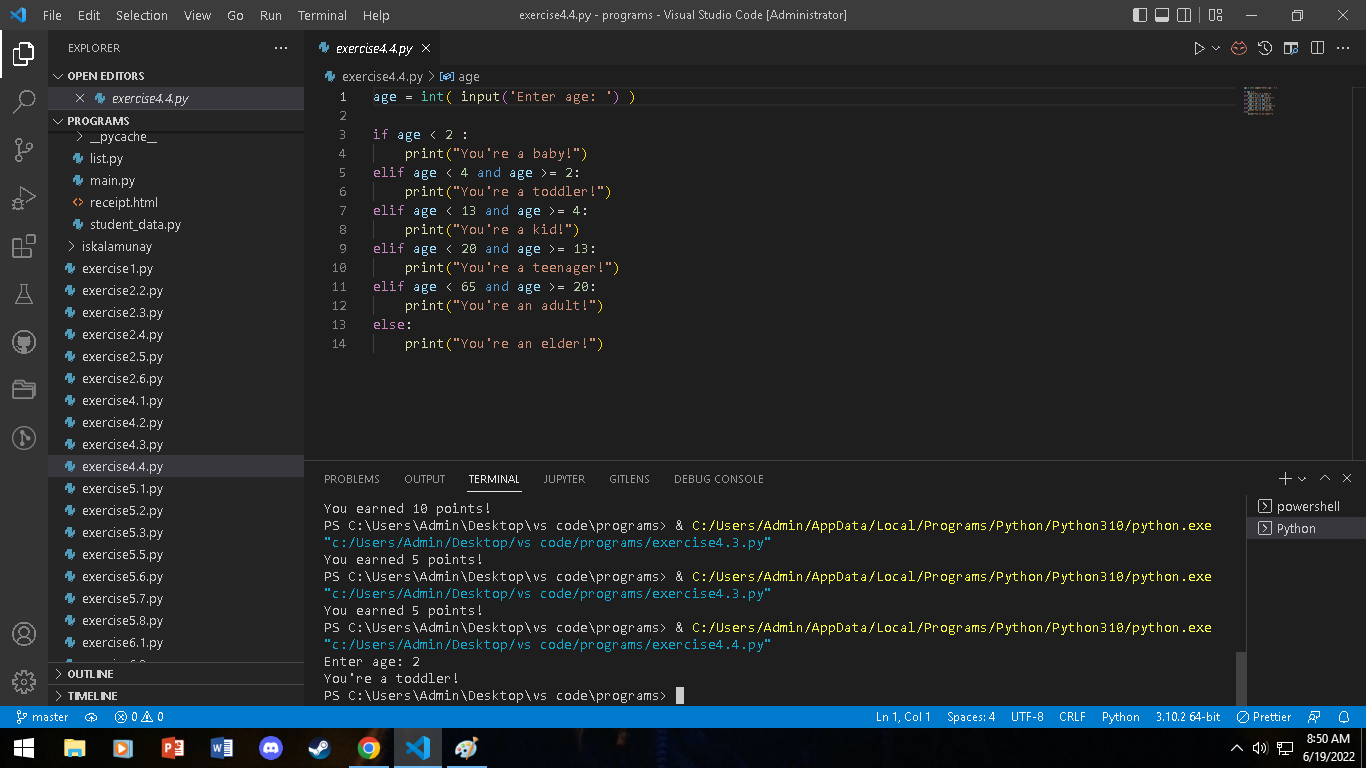 File Edit Selection View Go Run Terminal Help exercise4.4.py - programs - Visual Studio Code [Administrator]
EXPLORER
OPEN EDITORS
exercise4.4.py
PROGRAMS
__pycache__
list.py
main.py
receipt.html
student_data.py
iskalamunay
exercise1.py
exercise2.2.py
exercise2.3.py
exercise2.4.py
exercise2.5.py
exercise2.6.py
exercise4.1.py
exercise4.2.py
exercise4.3.py
exercise4.4.py
exercise5.1.py
exercise5.2.py
exercise5.3.py
exercise5.5.py
exercise5.6.py
exercise5.7.py
exercise5.8.py
exercise6.1.py
OUTLINE
TIMELINE
exercise4.4.py
exercise4.4.py > age
1 age = int( input('Enter age: ') )
2
3 if age < 2 :
4 print("You're a baby!")
5 elif age < 4 and age >= 2:
6 print("You're a toddler!")
7 elif age < 13 and age >= 4:
8 print("You're a kid!")
9 elif age < 20 and age >= 13:
10 print("You're a teenager!")
11 elif age < 65 and age >= 20:
12 print("You're an adult!")
13 else:
14 print("You're an elder!")
PROBLEMS OUTPUT TERMINAL JUPYTER GITLENS DEBUG CONSOLE
You earned 10 points!
PS C:\Users\Admin\Desktop\vs code\programs> & C:/Users/Admin/AppData/Local/Programs/Python/Python310/python.exe
"c:/Users/Admin/Desktop/vs code/programs/exercise4.3.py"
You earned 5 points!
PS C:\Users\Admin\Desktop\vs code\programs> & C:/Users/Admin/AppData/Local/Programs/Python/Python310/python.exe
"c:/Users/Admin/Desktop/vs code/programs/exercise4.3.py"
You earned 5 points!
PS C:\Users\Admin\Desktop\vs code\programs> & C:/Users/Admin/AppData/Local/Programs/Python/Python310/python.exe
"c:/Users/Admin/Desktop/vs code/programs/exercise4.4.py"
Enter age: 2
You're a toddler!
PS C:\Users\Admin\Desktop\vs code\programs>
powershell
Python
master 0 0 Ln 1, Col 1 Spaces: 4 UTF-8 CRLF Python 3.10.2 64-bit Prettier
8:50 AM
6/19/2022